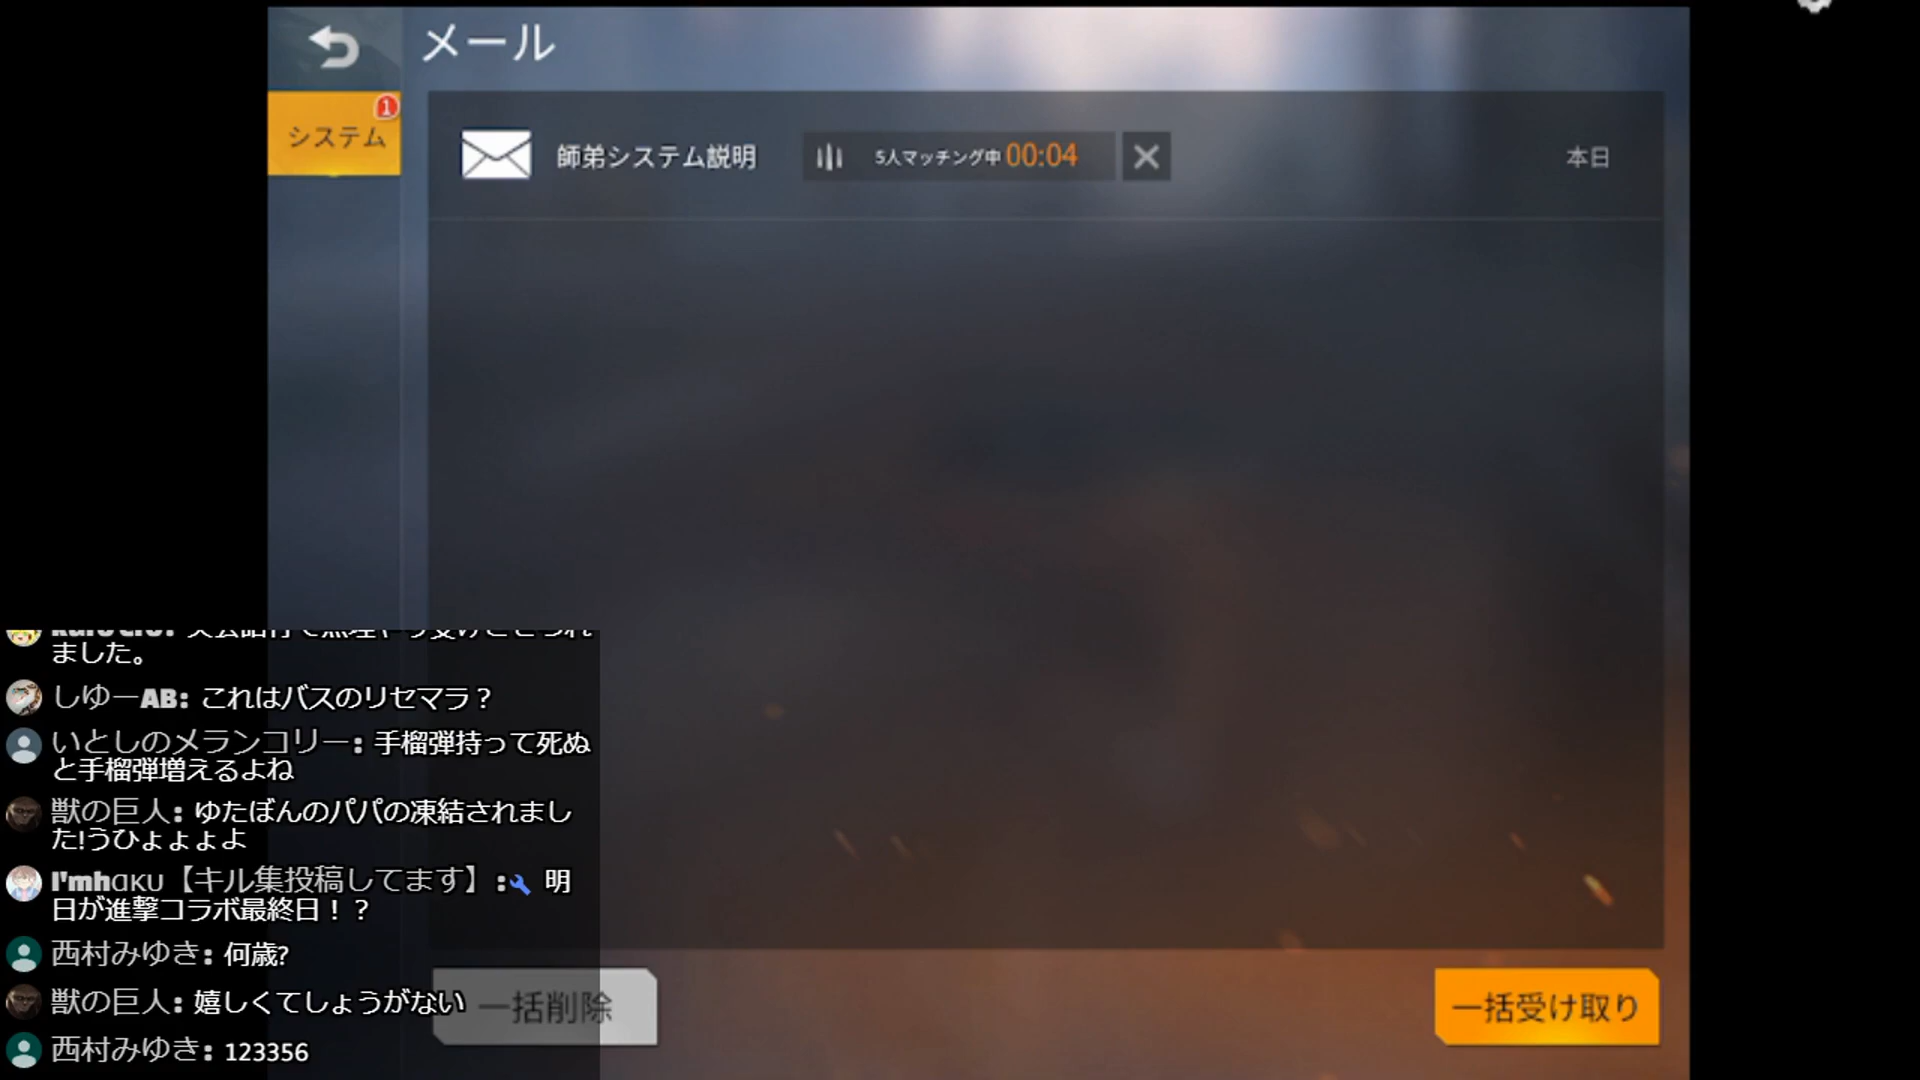 メール
システム
1
師弟システム説明
5人マッチング中 00:04
本日
ました。
しゆーAB: これはバスのリセマラ？
いとしのメランコリー: 手榴弾持って死ぬ
と手榴弾増えるよね
獣の巨人: ゆたぼんのパパの凍結されまし
た!うひょょょよ
I'mhaku【キル集投稿してます】: 明
日が進撃コラボ最終日！？
西村みゆき: 何歳?
獣の巨人: 嬉しくてしょうがない
西村みゆき: 123356
一括削除
一括受け取り